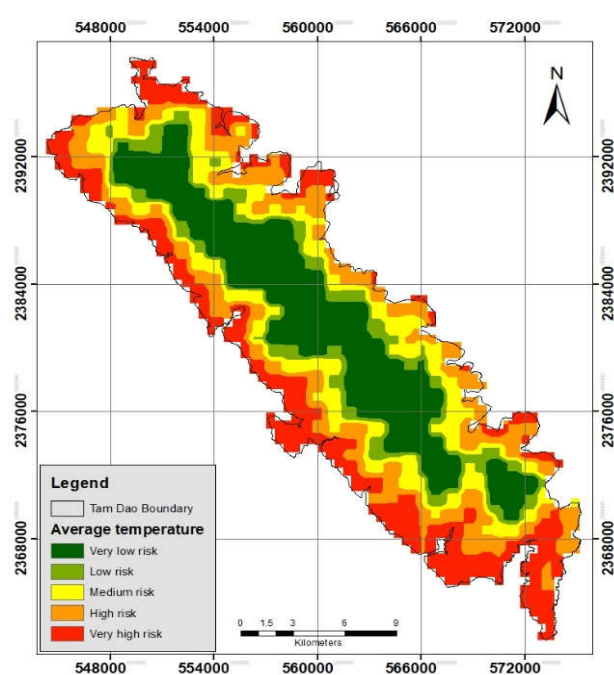 548000 554000 560000 566000 572000
N
2392000 2392000
2384000 2384000
2376000 2376000
2368000 2368000
Legend
Tam Dao Boundary
Average temperature
Very low risk
Low risk
Medium risk
High risk
Very high risk
0 1.5 3 6 9
Kilometers
548000 554000 560000 566000 572000